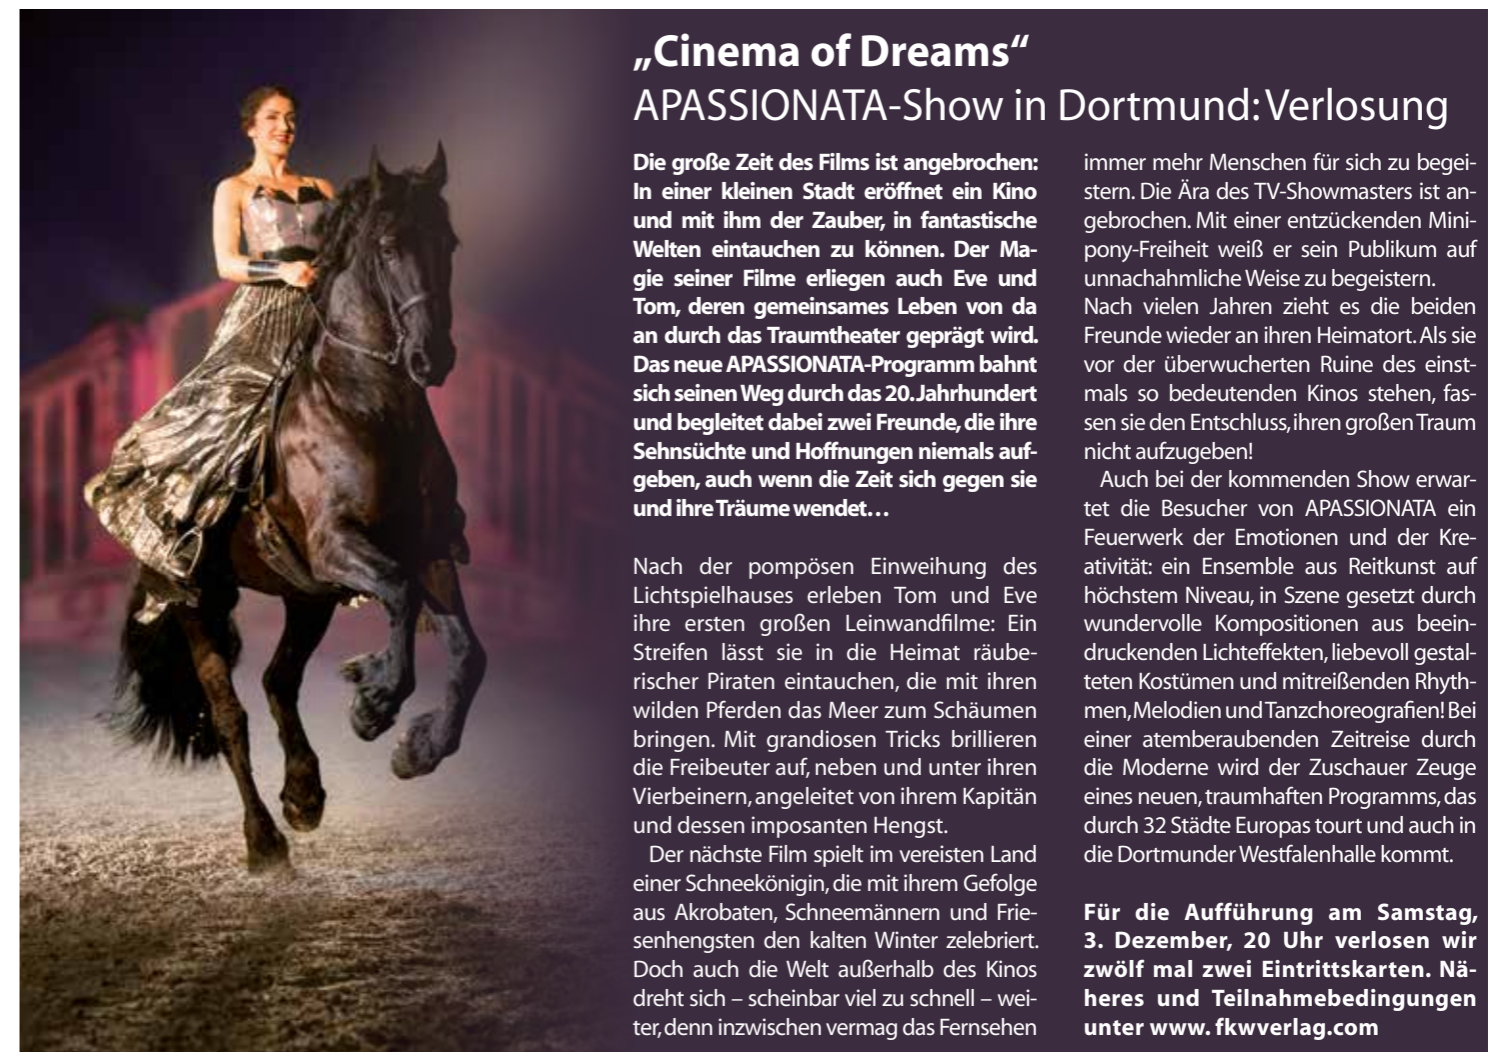 „Cinema of Dreams“
APASSIONATA-Show in Dortmund: Verlosung
Die große Zeit des Films ist angebrochen:
In einer kleinen Stadt eröffnet ein Kino
und mit ihm der Zauber, in fantastische
Welten eintauchen zu können. Der Ma-
gie seiner Filme erliegen auch Eve und
Tom, deren gemeinsames Leben von da
an durch das Traumtheater geprägt wird.
Das neue APASSIONATA-Programm bahnt
sich seinen Weg durch das 20. Jahrhundert
und begleitet dabei zwei Freunde, die ihre
Sehnsüchte und Hoffnungen niemals auf-
geben, auch wenn die Zeit sich gegen sie
und ihre Träume wendet…
Nach der pompösen Einweihung des
Lichtspielhauses erleben Tom und Eve
ihre ersten großen Leinwandfilme: Ein
Streifen lässt sie in die Heimat räube-
rischer Piraten eintauchen, die mit ihren
wilden Pferden das Meer zum Schäumen
bringen. Mit grandiosen Tricks brillieren
die Freibeuter auf, neben und unter ihren
Vierbeinern, angeleitet von ihrem Kapitän
und dessen imposanten Hengst.
Der nächste Film spielt im vereisten Land
einer Schneekönigin, die mit ihrem Gefolge
aus Akrobaten, Schneemännern und Frie-
senhengsten den kalten Winter zelebriert.
Doch auch die Welt außerhalb des Kinos
dreht sich – scheinbar viel zu schnell – wei-
ter, denn inzwischen vermag das Fernsehen
immer mehr Menschen für sich zu begei-
stern. Die Ära des TV-Showmasters ist an-
gebrochen. Mit einer entzückenden Mini-
pony-Freiheit weiß er sein Publikum auf
unnachahmliche Weise zu begeistern.
Nach vielen Jahren zieht es die beiden
Freunde wieder an ihren Heimatort. Als sie
vor der überwucherten Ruine des einst-
mals so bedeutenden Kinos stehen, fas-
sen sie den Entschluss, ihren großen Traum
nicht aufzugeben!
Auch bei der kommenden Show erwar-
tet die Besucher von APASSIONATA ein
Feuerwerk der Emotionen und der Kre-
ativität: ein Ensemble aus Reitkunst auf
höchstem Niveau, in Szene gesetzt durch
wundervolle Kompositionen aus beein-
druckenden Lichteffekten, liebevoll gestal-
teten Kostümen und mitreißenden Rhyth-
men, Melodien und Tanzchoreografien! Bei
einer atemberaubenden Zeitreise durch
die Moderne wird der Zuschauer Zeuge
eines neuen, traumhaften Programms, das
durch 32 Städte Europas tourt und auch in
die Dortmunder Westfalenhalle kommt.
Für die Aufführung am Samstag,
3. Dezember, 20 Uhr verlosen wir
zwölf mal zwei Eintrittskarten. Nä-
heres und Teilnahmebedingungen
unter www. fkwverlag.com